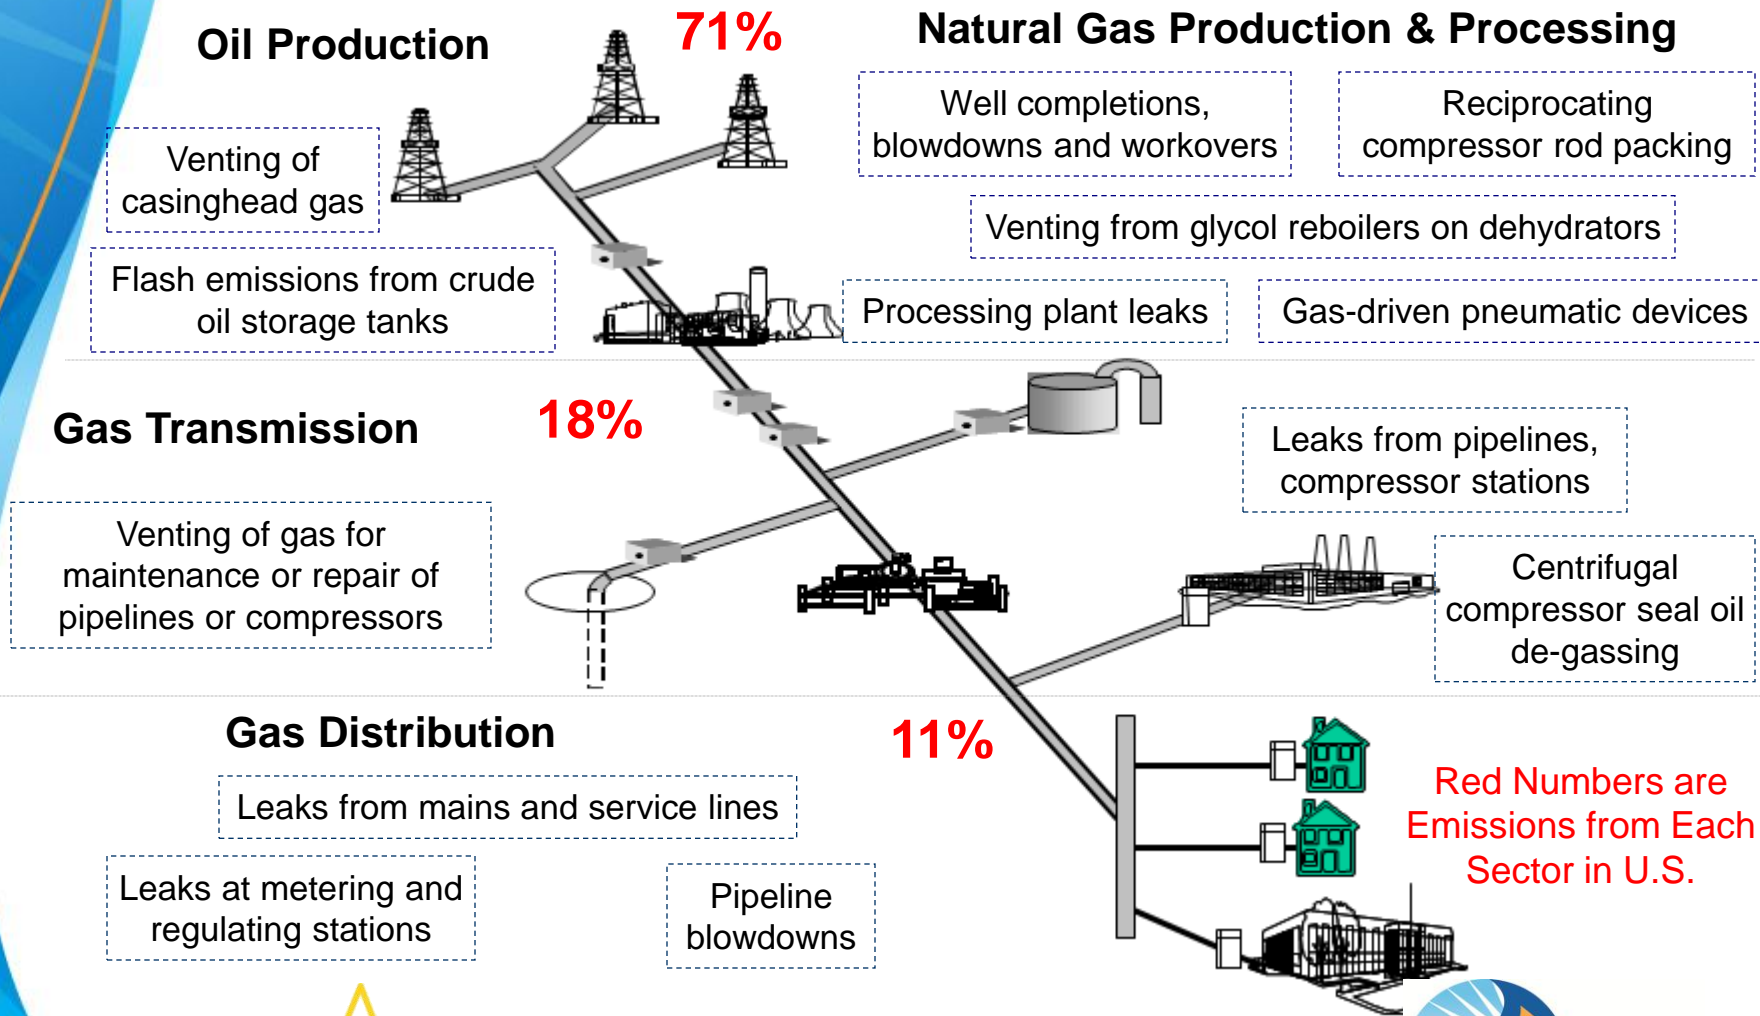 Oil Production
71%
Natural Gas Production & Processing
Venting of
casinghead gas
Flash emissions from crude
oil storage tanks
Well completions,
blowdowns and workovers
Reciprocating
compressor rod packing
Venting from glycol reboilers on dehydrators
Processing plant leaks
Gas-driven pneumatic devices
Gas Transmission
18%
Venting of gas for
maintenance or repair of
pipelines or compressors
Leaks from pipelines,
compressor stations
Centrifugal
compressor seal oil
de-gassing
Gas Distribution
11%
Leaks from mains and service lines
Leaks at metering and
regulating stations
Pipeline
blowdowns
Red Numbers are
Emissions from Each
Sector in U.S.